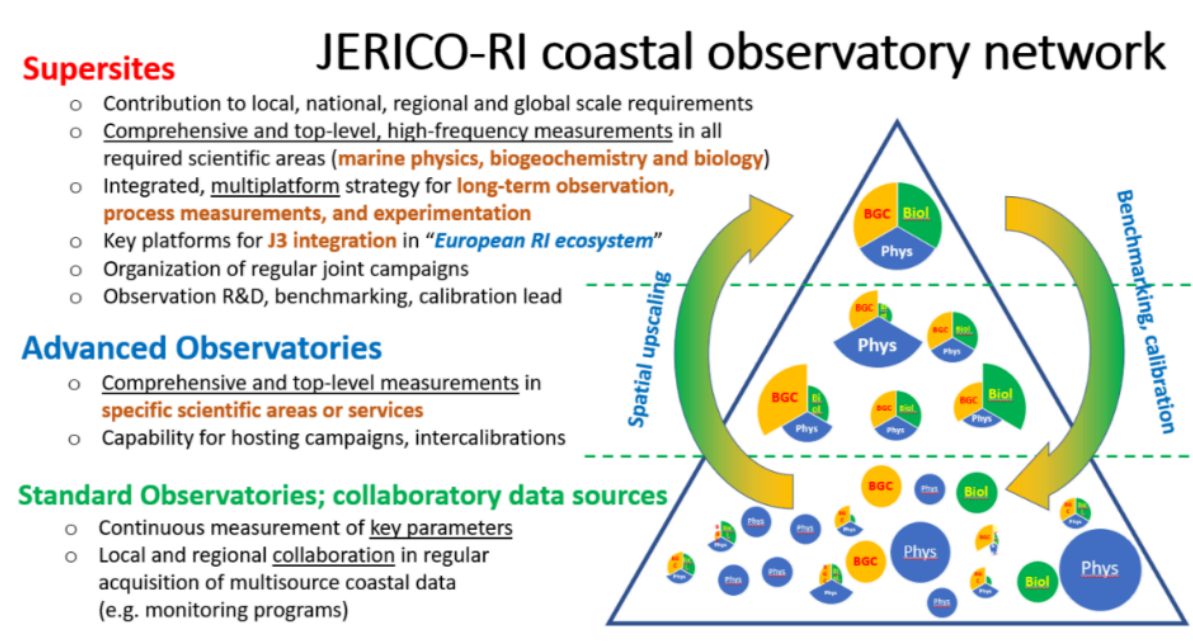 JERICO-RI coastal observatory network
Supersites
o Contribution to local, national, regional and global scale requirements
o Comprehensive and top-level, high-frequency measurements in all
required scientific areas (marine physics, biogeochemistry and biology)
o Integrated, multiplatform strategy for long-term observation,
process measurements, and experimentation
o Key platforms for J3 integration in “European RI ecosystem”
o Organization of regular joint campaigns
o Observation R&D, benchmarking, calibration lead
Advanced Observatories
o Comprehensive and top-level measurements in
specific scientific areas or services
o Capability for hosting campaigns, intercalibrations
Standard Observatories; collaboratory data sources
o Continuous measurement of key parameters
o Local and regional collaboration in regular
acquisition of multisource coastal data
(e.g. monitoring programs)
Spatial upscaling
Benchmarking, calibration
BGC Biol
Phys
BGC
Phys
BGC Biol
Phys
BGC Bi
ol
Phys
BGC Biol
Phys
BGC Biol
Phys
BGC Phys Biol
Phys
Phys
BGC
Phys
Phys
Phys
Phys
Phys
Biol
Phys
Phys